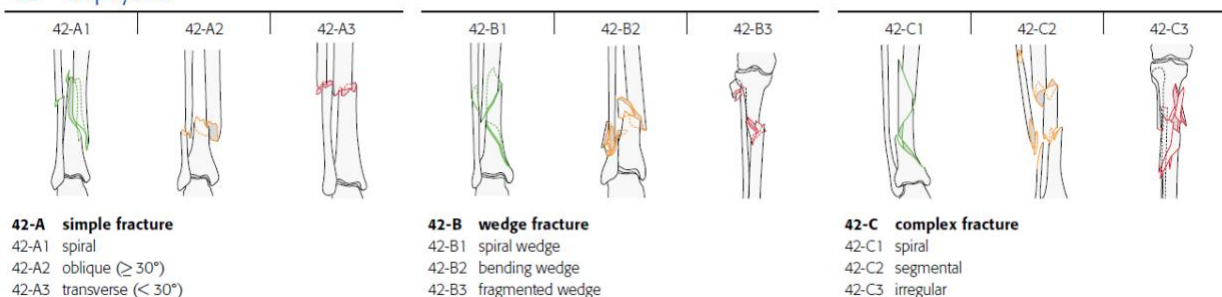 42-A1 42-A2 42-A3
42-B1 42-B2 42-B3
42-C1 42-C2 42-C3
42-A simple fracture
42-A1 spiral
42-A2 oblique (≥ 30°)
42-A3 transverse (< 30°)
42-B wedge fracture
42-B1 spiral wedge
42-B2 bending wedge
42-B3 fragmented wedge
42-C complex fracture
42-C1 spiral
42-C2 segmental
42-C3 irregular